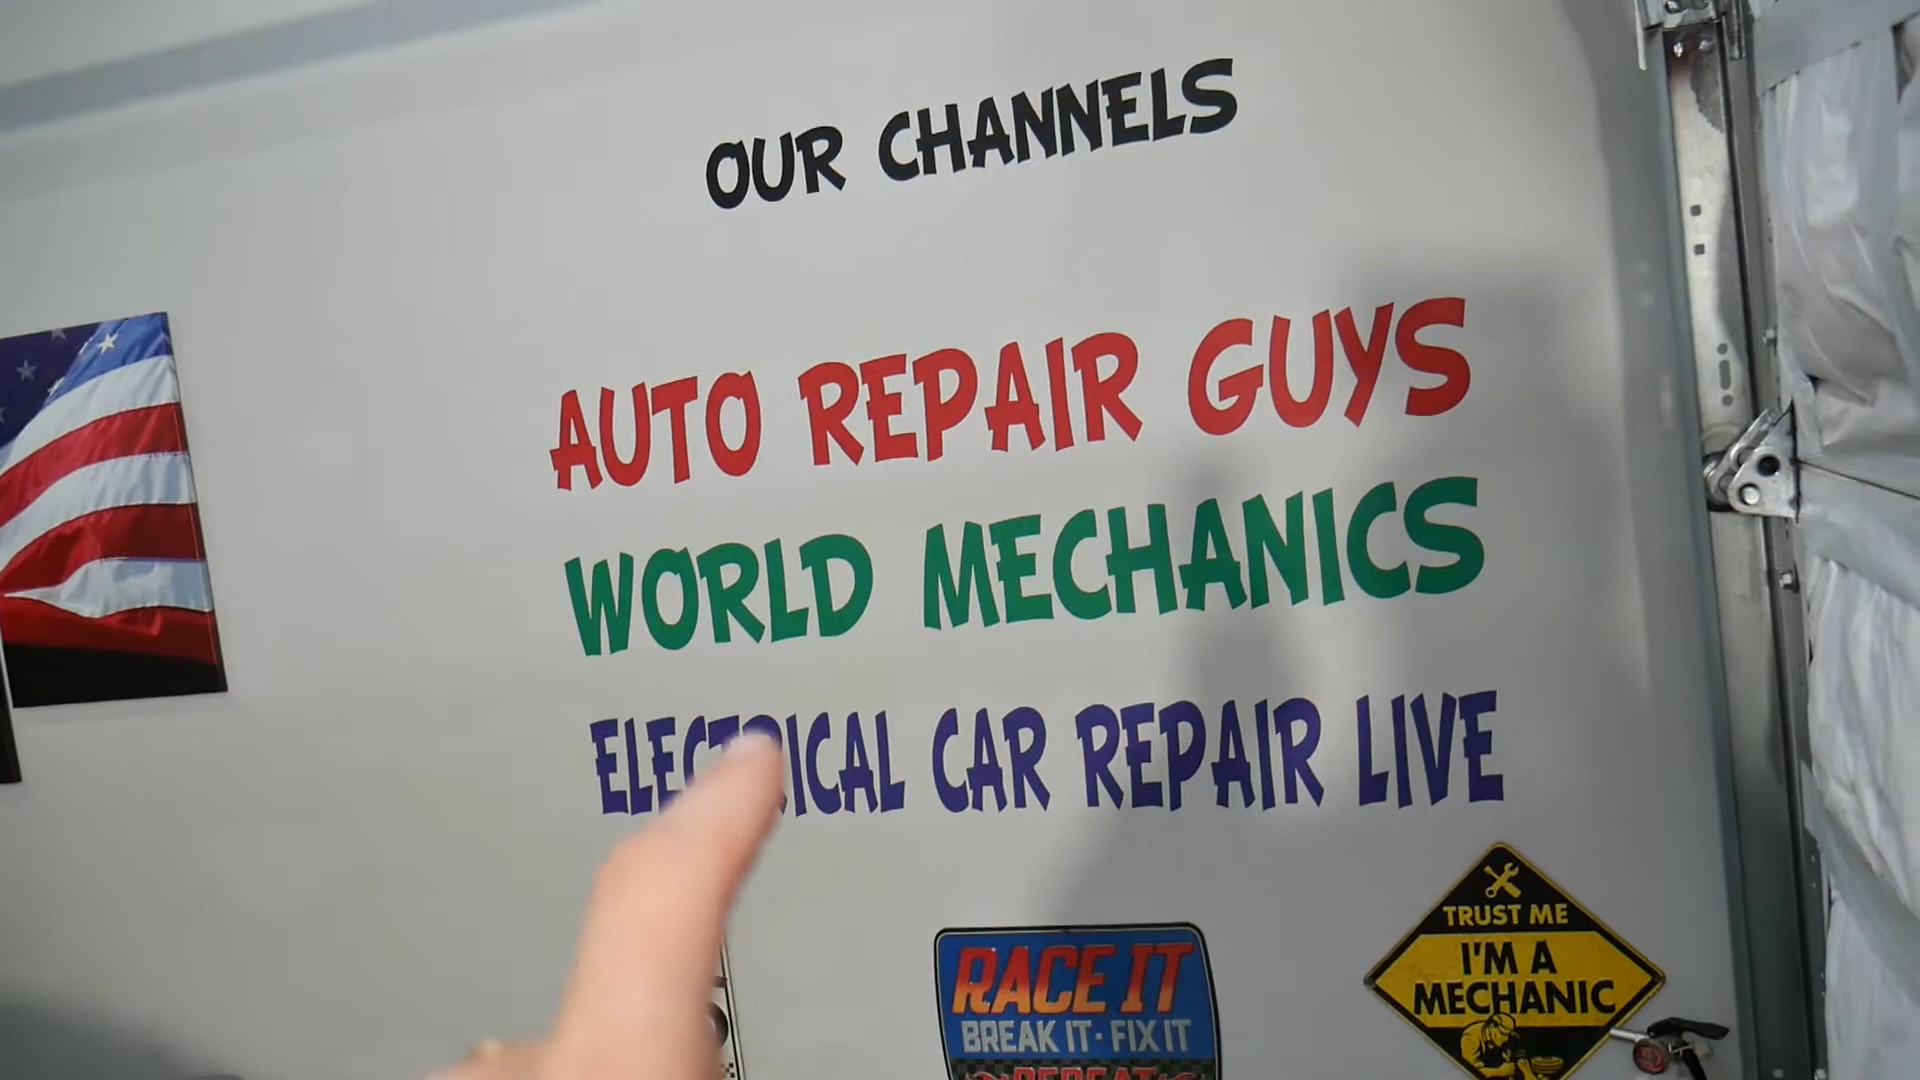 OUR CHANNELS
AUTO REPAIR GUYS
WORLD MECHANICS
ELECTRICAL CAR REPAIR LIVE
RACE IT
BREAK IT · FIX IT
REPEAT
TRUST ME
I'M A
MECHANIC